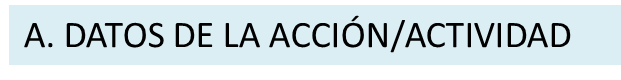 A. DATOS DE LA ACCIÓN/ACTIVIDAD